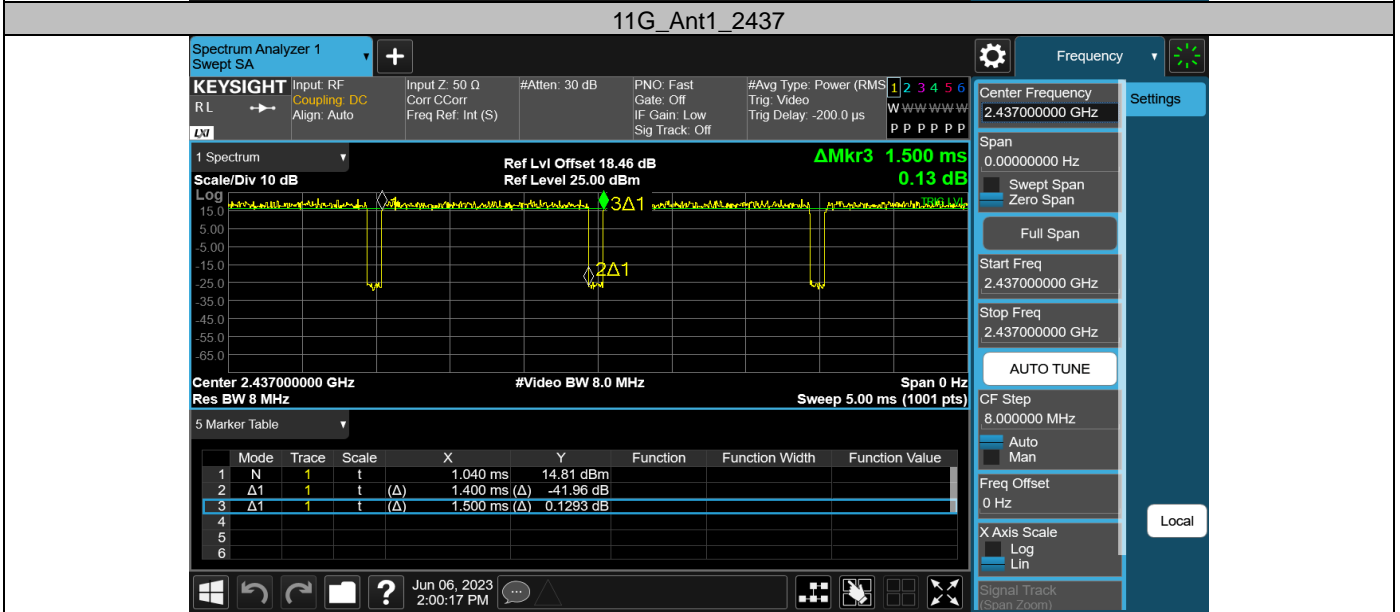 11G_Ant1_2437
Spectrum Analyzer 1
Swept SA
Frequency
KEYSIGHT
R L
LXI
Input: RF
Coupling: DC
Align: Auto
Input Z: 50 Ω
Corr CCorr
Freq Ref: Int (S)
#Atten: 30 dB
PNO: Fast
Gate: Off
IF Gain: Low
Sig Track: Off
#Avg Type: Power (RMS
Trig: Video
Trig Delay: -200.0 µs
1 2 3 4 5 6
W W W W W W
P P P P P P
1 Spectrum
Scale/Div 10 dB
Ref Lvl Offset 18.46 dB
Ref Level 25.00 dBm
ΔMkr3 1.500 ms
0.13 dB
Log
15.0
5.00
-5.00
-15.0
-25.0
-35.0
-45.0
-55.0
-65.0
3Δ1
TRIG LVL
2Δ1
Center 2.437000000 GHz
#Video BW 8.0 MHz
Span 0 Hz
Res BW 8 MHz
Sweep 5.00 ms (1001 pts)
5 Marker Table
Mode Trace Scale X Y Function Function Width Function Value
1 N 1 t 1.040 ms 14.81 dBm
2 Δ1 1 t (Δ) 1.400 ms (Δ) -41.96 dB
3 Δ1 1 t (Δ) 1.500 ms (Δ) 0.1293 dB
4
5
6
Jun 06, 2023
2:00:17 PM
Center Frequency
2.437000000 GHz
Settings
Span
0.00000000 Hz
Swept Span
Zero Span
Full Span
Start Freq
2.437000000 GHz
Stop Freq
2.437000000 GHz
AUTO TUNE
CF Step
8.000000 MHz
Auto
Man
Freq Offset
0 Hz
X Axis Scale
Log
Lin
Local
Signal Track
(Span Zoom)